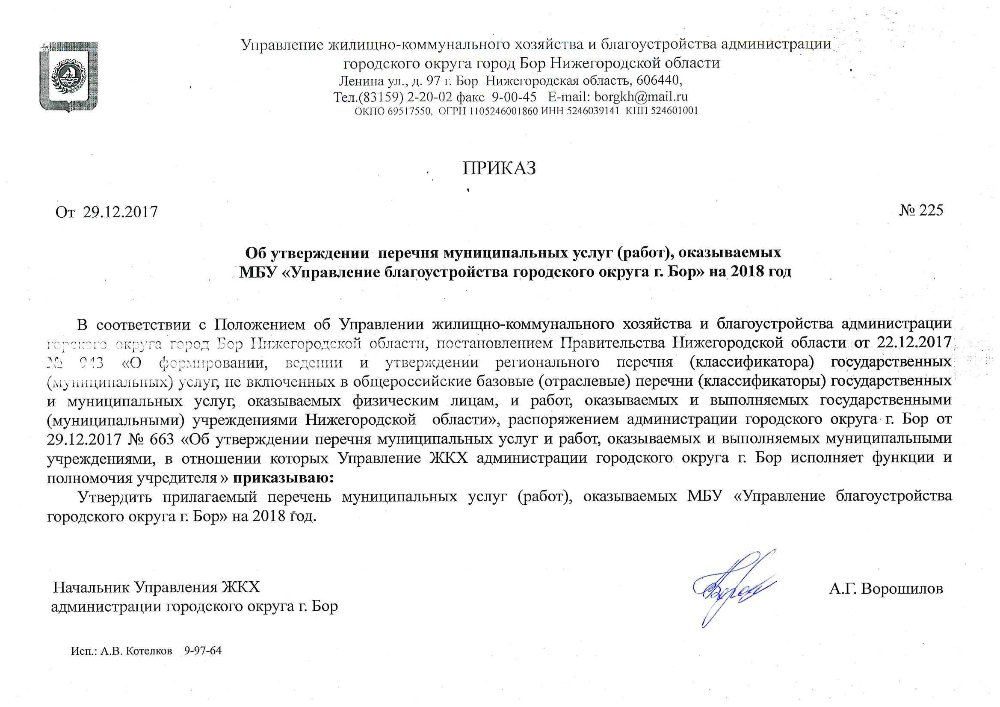 Управление жилищно-коммунального хозяйства и благоустройства администрации
городского округа город Бор Нижегородской области
Ленина ул., д. 97 г. Бор Нижегородская область, 606440,
Тел.(83159) 2-20-02 факс 9-00-45 E-mail: borgkh@mail.ru
ОКПО 69517550, ОГРН 1105246001860 ИНН 5246039141 КПП 524601001
ПРИКАЗ
От 29.12.2017 № 225
Об утверждении перечня муниципальных услуг (работ), оказываемых
МБУ «Управление благоустройства городского округа г. Бор» на 2018 год
В соответствии с Положением об Управлении жилищно-коммунального хозяйства и благоустройства администрации
горского округа город Бор Нижегородской области, постановлением Правительства Нижегородской области от 22.12.2017
№ 943 «О формировании, ведении и утверждении регионального перечня (классификатора) государственных
(муниципальных) услуг, не включенных в общероссийские базовые (отраслевые) перечни (классификаторы) государственных
и муниципальных услуг, оказываемых физическим лицам, и работ, оказываемых и выполняемых государственными
(муниципальными) учреждениями Нижегородской области», распоряжением администрации городского округа г. Бор от
29.12.2017 № 663 «Об утверждении перечня муниципальных услуг и работ, оказываемых и выполняемых муниципальными
учреждениями, в отношении которых Управление ЖКХ администрации городского округа г. Бор исполняет функции и
полномочия учредителя» приказываю:
Утвердить прилагаемый перечень муниципальных услуг (работ), оказываемых МБУ «Управление благоустройства
городского округа г. Бор» на 2018 год.
Начальник Управления ЖКХ А.Г. Ворошилов
администрации городского округа г. Бор
Исп.: А.В. Котелков 9-97-64